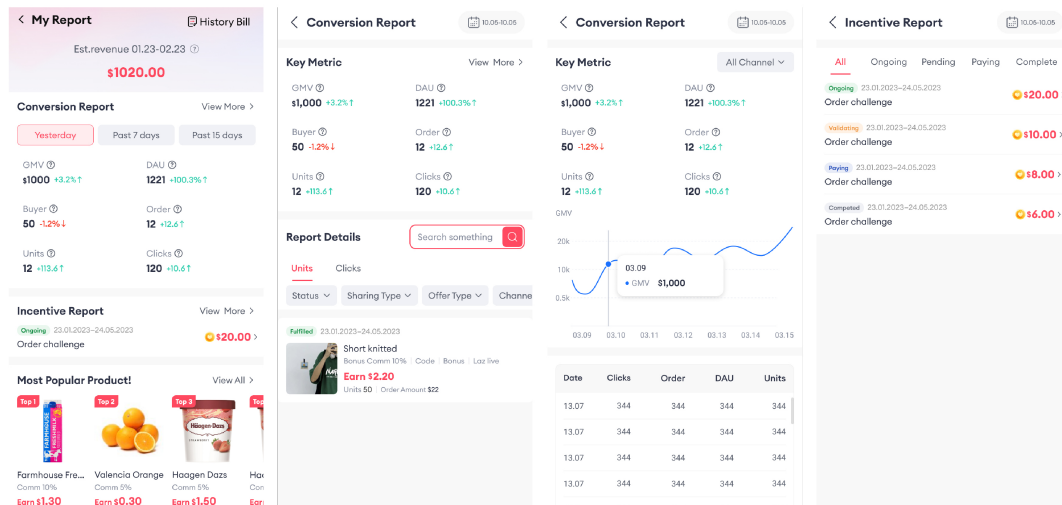 My Report
History Bill
Est.revenue 01.23-02.23
$1020.00
Conversion Report
View More
Yesterday
Past 7 days
Past 15 days
GMV
DAU
$1000 +3.2%↑
1221 +100.3%↑
Buyer
Order
50 -1.2%↓
12 +12.6↑
Units
Clicks
12 +113.6↑
120 +10.6↑
Incentive Report
View More
Ongoing 23.01.2023~24.05.2023
Order challenge
$20.00
Most Popular Product!
View All
Top 1
Top 2
Top 3
Top
FARMHOUSE
FRESH MILK
Häagen-Dazs
STRAWBERRY
Farmhouse Fre...
Valencia Orange
Haagen Dazs
Haa
Comm 10%
Comm 5%
Comm 5%
Com
Earn $1.30
Earn $0.30
Earn $1.50
Earn
Conversion Report
10.05-10.05
Key Metric
View More
GMV
DAU
$1,000 +3.2%↑
1221 +100.3%↑
Buyer
Order
50 -1.2%↓
12 +12.6↑
Units
Clicks
12 +113.6↑
120 +10.6↑
Report Details
Search something
Units
Clicks
Status
Sharing Type
Offer Type
Channe
Fulfilled 23.01.2023~24.05.2023
Short knitted
Bonus Comm 10% | Code | Bonus | Laz live
Earn $2.20
Units 50 | Order Amount $22
Conversion Report
10.05-10.05
Key Metric
All Channel
GMV
DAU
$1,000 +3.2%↑
1221 +100.3%↑
Buyer
Order
50 -1.2%↓
12 +12.6↑
Units
Clicks
12 +113.6↑
120 +10.6↑
GMV
20k
10k
0.5k
03.09
GMV $1,000
03.09 03.10 03.11 03.12 03.13 03.14 03.15
Date Clicks Order DAU Units
13.07 344 344 344 344
13.07 344 344 344 344
13.07 344 344 344 344
13.07 344 344 344 344
Incentive Report
10.05-10.05
All
Ongoing
Pending
Paying
Complete
Ongoing 23.01.2023~24.05.2023
Order challenge
$20.00
Validating 23.01.2023~24.05.2023
Order challenge
$10.00
Paying 23.01.2023~24.05.2023
Order challenge
$8.00
Competed 23.01.2023~24.05.2023
Order challenge
$6.00